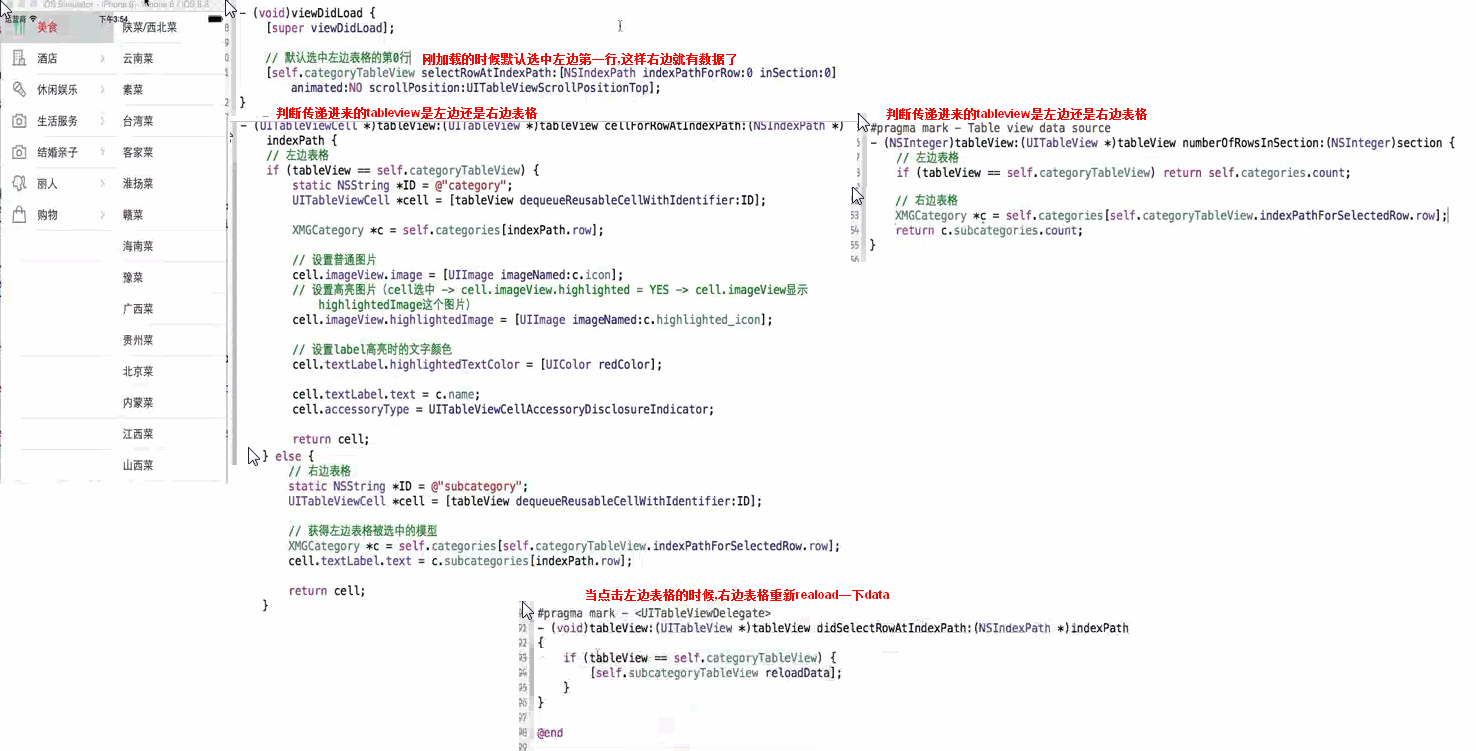 iOS Simulator - iPhone 6 - iPhone 6 / iOS 8.3
运营商 下午3:54
美食
酒店
休闲娱乐
生活服务
结婚亲子
丽人
购物
陕菜/西北菜
云南菜
素菜
台湾菜
客家菜
淮扬菜
赣菜
海南菜
豫菜
广西菜
贵州菜
北京菜
内蒙菜
江西菜
山西菜
- (void)viewDidLoad {
[super viewDidLoad];
// 默认选中左边表格的第0行 刚加载的时候默认选中左边第一行,这样右边就有数据了
[self.categoryTableView selectRowAtIndexPath:[NSIndexPath indexPathForRow:0 inSection:0]
animated:NO scrollPosition:UITableViewScrollPositionTop];
}
判断传递进来的tableview是左边还是右边表格
- (UITableViewCell *)tableView:(UITableView *)tableView cellForRowAtIndexPath:(NSIndexPath *)
indexPath {
// 左边表格
if (tableView == self.categoryTableView) {
static NSString *ID = @"category";
UITableViewCell *cell = [tableView dequeueReusableCellWithIdentifier:ID];
XMGCategory *c = self.categories[indexPath.row];
// 设置普通图片
cell.imageView.image = [UIImage imageNamed:c.icon];
// 设置高亮图片（cell选中 -> cell.imageView.highlighted = YES -> cell.imageView显示
highlightedImage这个图片）
cell.imageView.highlightedImage = [UIImage imageNamed:c.highlighted_icon];
// 设置label高亮时的文字颜色
cell.textLabel.highlightedTextColor = [UIColor redColor];
cell.textLabel.text = c.name;
cell.accessoryType = UITableViewCellAccessoryDisclosureIndicator;
return cell;
} else {
// 右边表格
static NSString *ID = @"subcategory";
UITableViewCell *cell = [tableView dequeueReusableCellWithIdentifier:ID];
// 获得左边表格被选中的模型
XMGCategory *c = self.categories[self.categoryTableView.indexPathForSelectedRow.row];
cell.textLabel.text = c.subcategories[indexPath.row];
return cell;
}
判断传递进来的tableview是左边还是右边表格
#pragma mark - Table view data source
- (NSInteger)tableView:(UITableView *)tableView numberOfRowsInSection:(NSInteger)section {
// 左边表格
if (tableView == self.categoryTableView) return self.categories.count;
// 右边表格
53 XMGCategory *c = self.categories[self.categoryTableView.indexPathForSelectedRow.row];
54 return c.subcategories.count;
55 }
56
当点击左边表格的时候,右边表格重新reaload一下data
#pragma mark - <UITableViewDelegate>
91 - (void)tableView:(UITableView *)tableView didSelectRowAtIndexPath:(NSIndexPath *)indexPath
92 {
93 if (tableView == self.categoryTableView) {
94 [self.subcategoryTableView reloadData];
95 }
96 }
97
98 @end
99